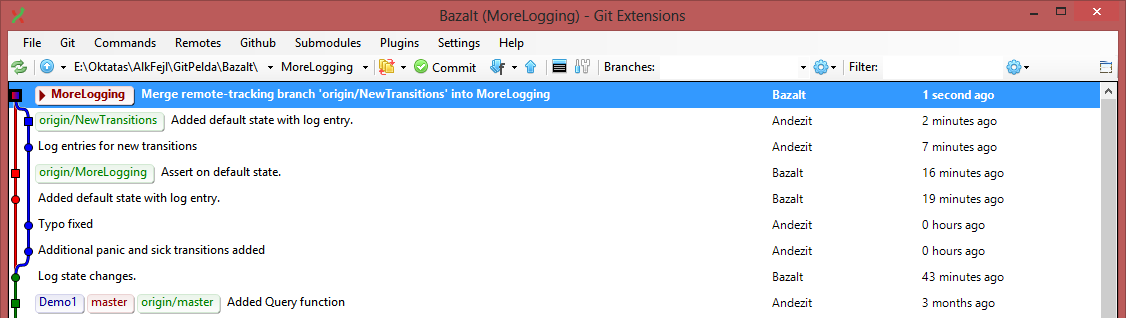 Bazalt (MoreLogging) - Git Extensions
File Git Commands Remotes Github Submodules Plugins Settings Help
E:\Oktatas\AlkFejl\GitPelda\Bazalt\ MoreLogging Commit Branches: Filter:
MoreLogging Merge remote-tracking branch 'origin/NewTransitions' into MoreLogging Bazalt 1 second ago
origin/NewTransitions Added default state with log entry. Andezit 2 minutes ago
Log entries for new transitions Andezit 7 minutes ago
origin/MoreLogging Assert on default state. Bazalt 16 minutes ago
Added default state with log entry. Bazalt 19 minutes ago
Typo fixed Andezit 0 hours ago
Additional panic and sick transitions added Andezit 0 hours ago
Log state changes. Bazalt 43 minutes ago
Demo1 master origin/master Added Query function Andezit 3 months ago